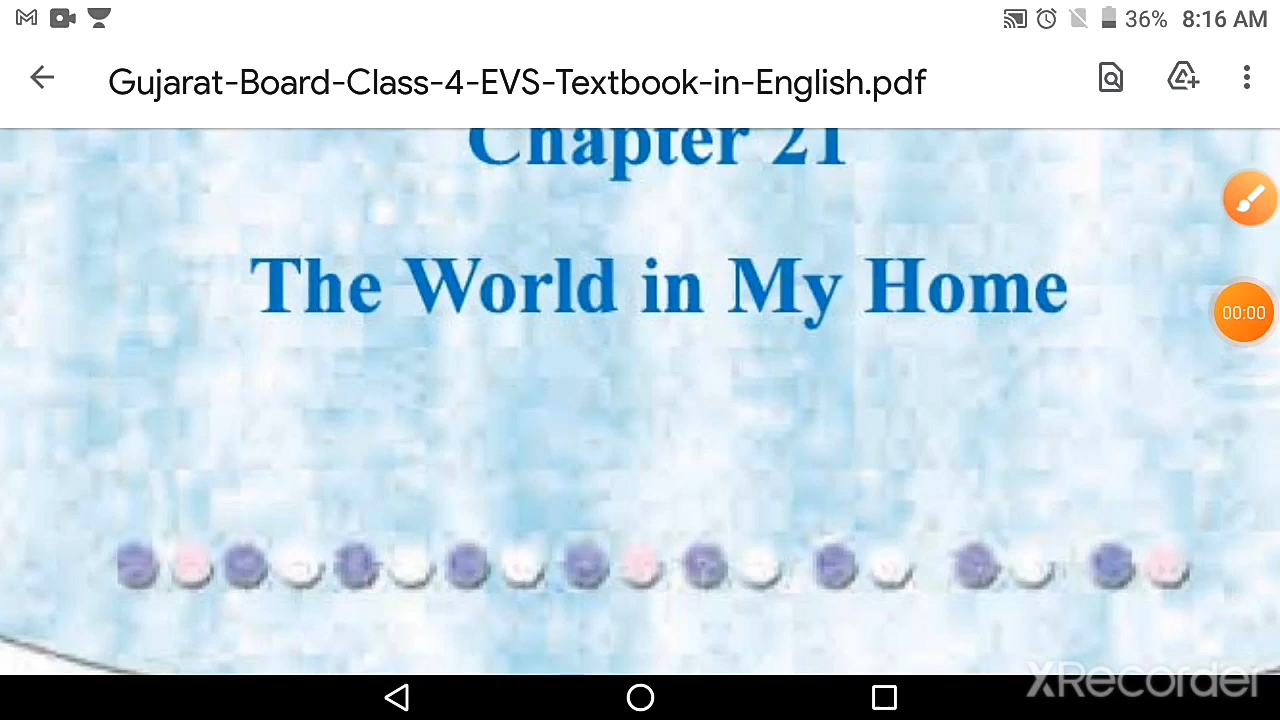 36% 8:16 AM
Gujarat-Board-Class-4-EVS-Textbook-in-English.pdf
Chapter 21
The World in My Home
00:00
XRecorder